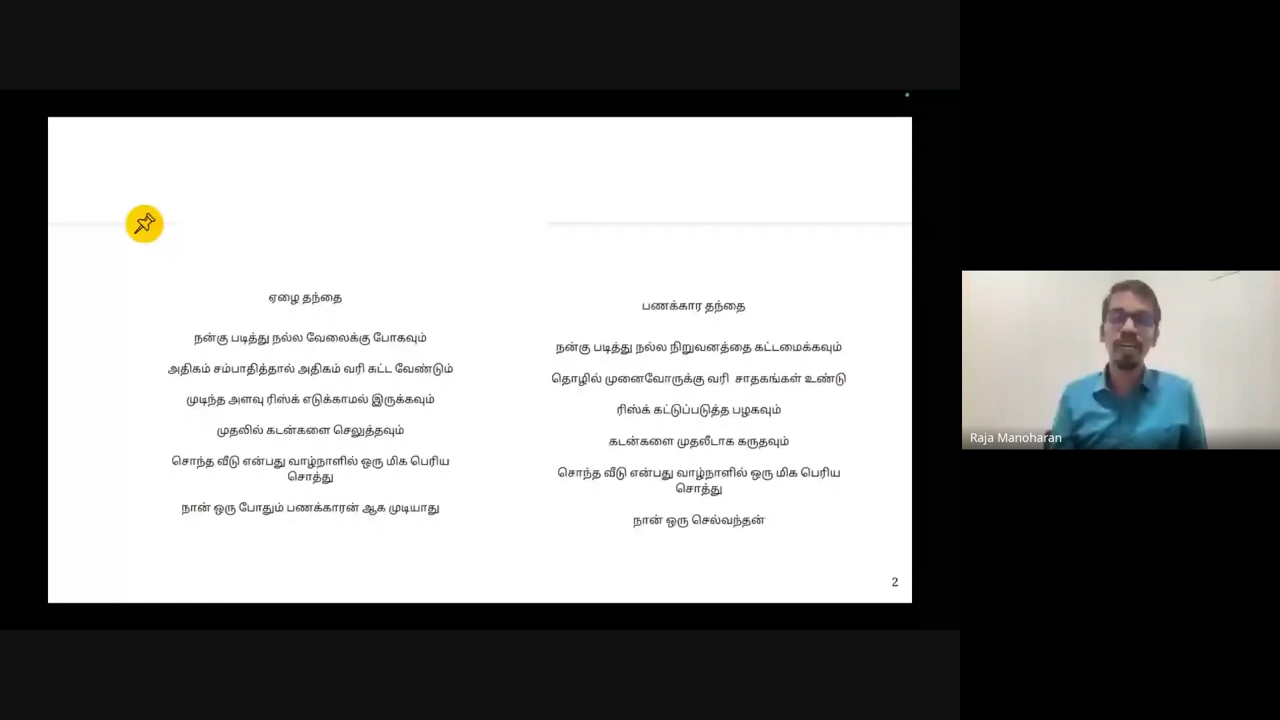 ஏழை தந்தை
நன்கு படித்து நல்ல வேலைக்கு போகவும்
அதிகம் சம்பாதித்தால் அதிகம் வரி கட்ட வேண்டும்
முடிந்த அளவு ரிஸ்க் எடுக்காமல் இருக்கவும்
முதலில் கடன்களை செலுத்தவும்
சொந்த வீடு என்பது வாழ்நாளில் ஒரு மிக பெரிய
சொத்து
நான் ஒரு போதும் பணக்காரன் ஆக முடியாது
பணக்கார தந்தை
நன்கு படித்து நல்ல நிறுவனத்தை கட்டமைக்கவும்
தொழில் முனைவோருக்கு வரி சாதகங்கள் உண்டு
ரிஸ்க் கட்டுப்படுத்த பழகவும்
கடன்களை முதலீடாக கருதவும்
சொந்த வீடு என்பது வாழ்நாளில் ஒரு மிக பெரிய
சொத்து
நான் ஒரு செல்வந்தன்
2
Raja Manoharan